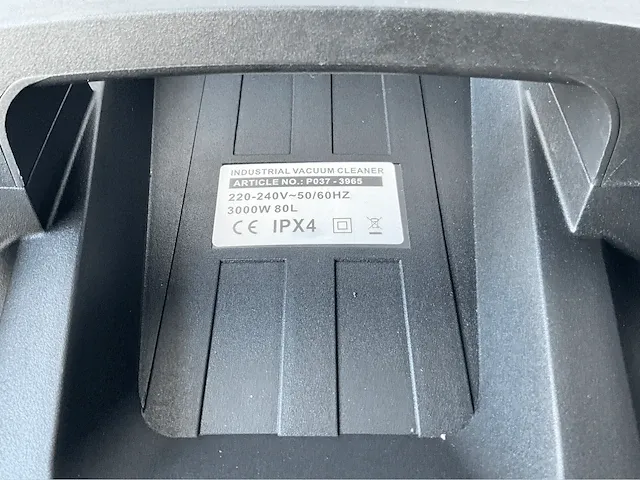 INDUSTRIAL VACUUM CLEANER
ARTICLE NO.: P037 - 3965
220-240V~50/60HZ
3000W 80L
CE IPX4